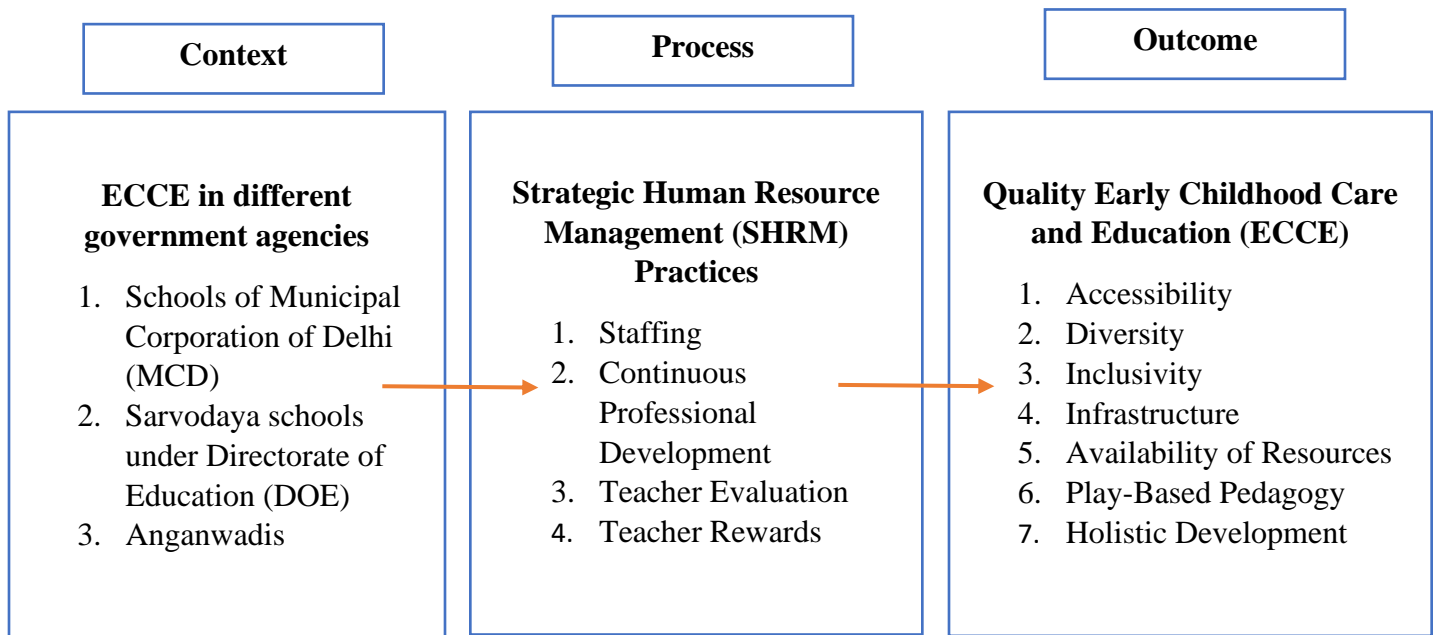 Context
Process
Outcome
ECCE in different
government agencies
1. Schools of Municipal
Corporation of Delhi
(MCD)
2. Sarvodaya schools
under Directorate of
Education (DOE)
3. Anganwadis
Strategic Human Resource
Management (SHRM)
Practices
1. Staffing
2. Continuous
Professional
Development
3. Teacher Evaluation
4. Teacher Rewards
Quality Early Childhood Care
and Education (ECCE)
1. Accessibility
2. Diversity
3. Inclusivity
4. Infrastructure
5. Availability of Resources
6. Play-Based Pedagogy
7. Holistic Development